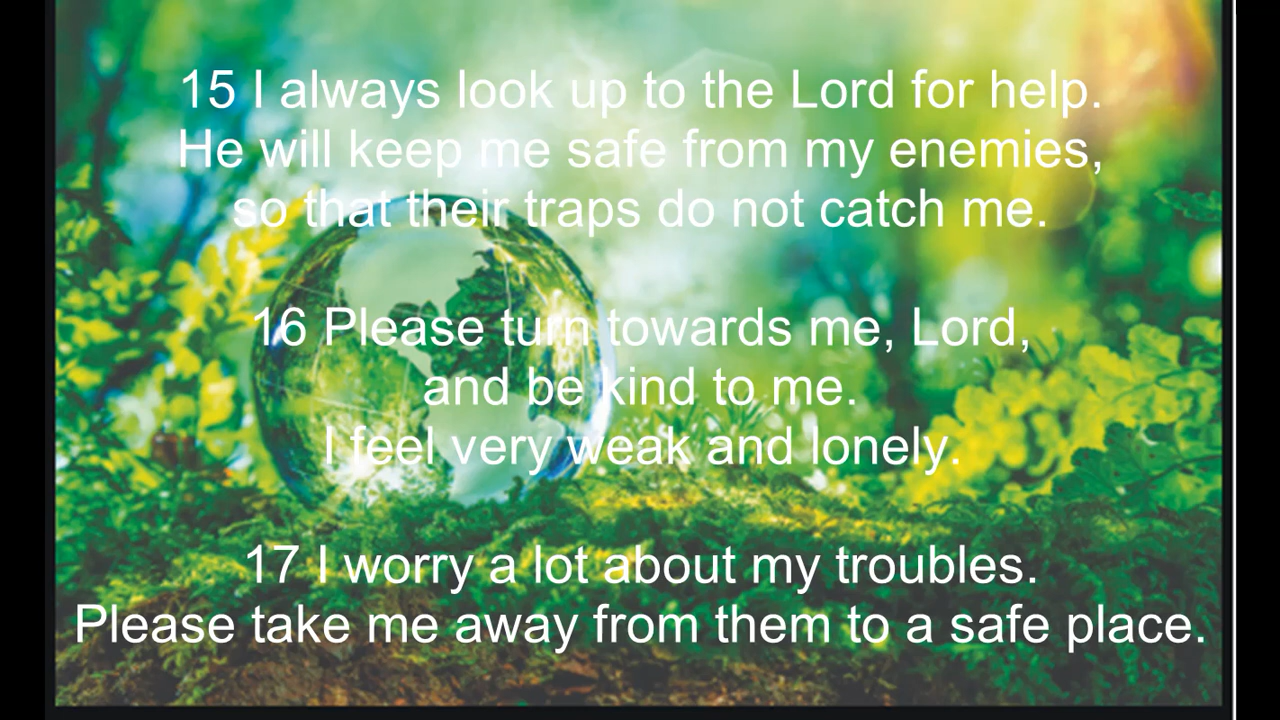 15 I always look up to the Lord for help.
He will keep me safe from my enemies,
so that their traps do not catch me.
16 Please turn towards me, Lord,
and be kind to me.
I feel very weak and lonely.
17 I worry a lot about my troubles.
Please take me away from them to a safe place.